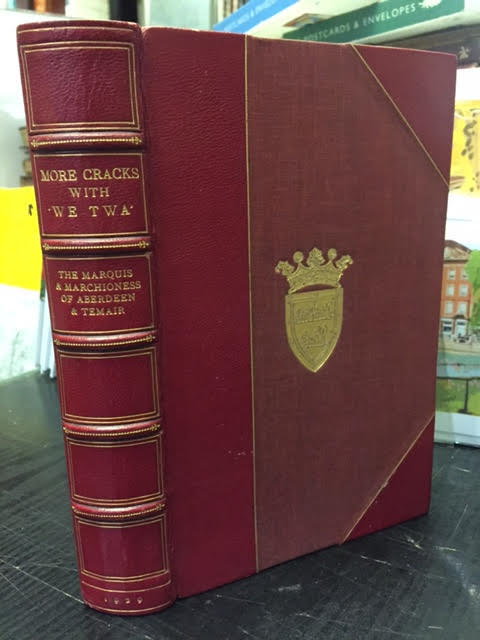 POSTCARDS & ENVELOPES
MORE CRACKS
WITH
'WE TWA'
THE MARQUIS
& MARCHIONESS
OF ABERDEEN
& TEMAIR
1929